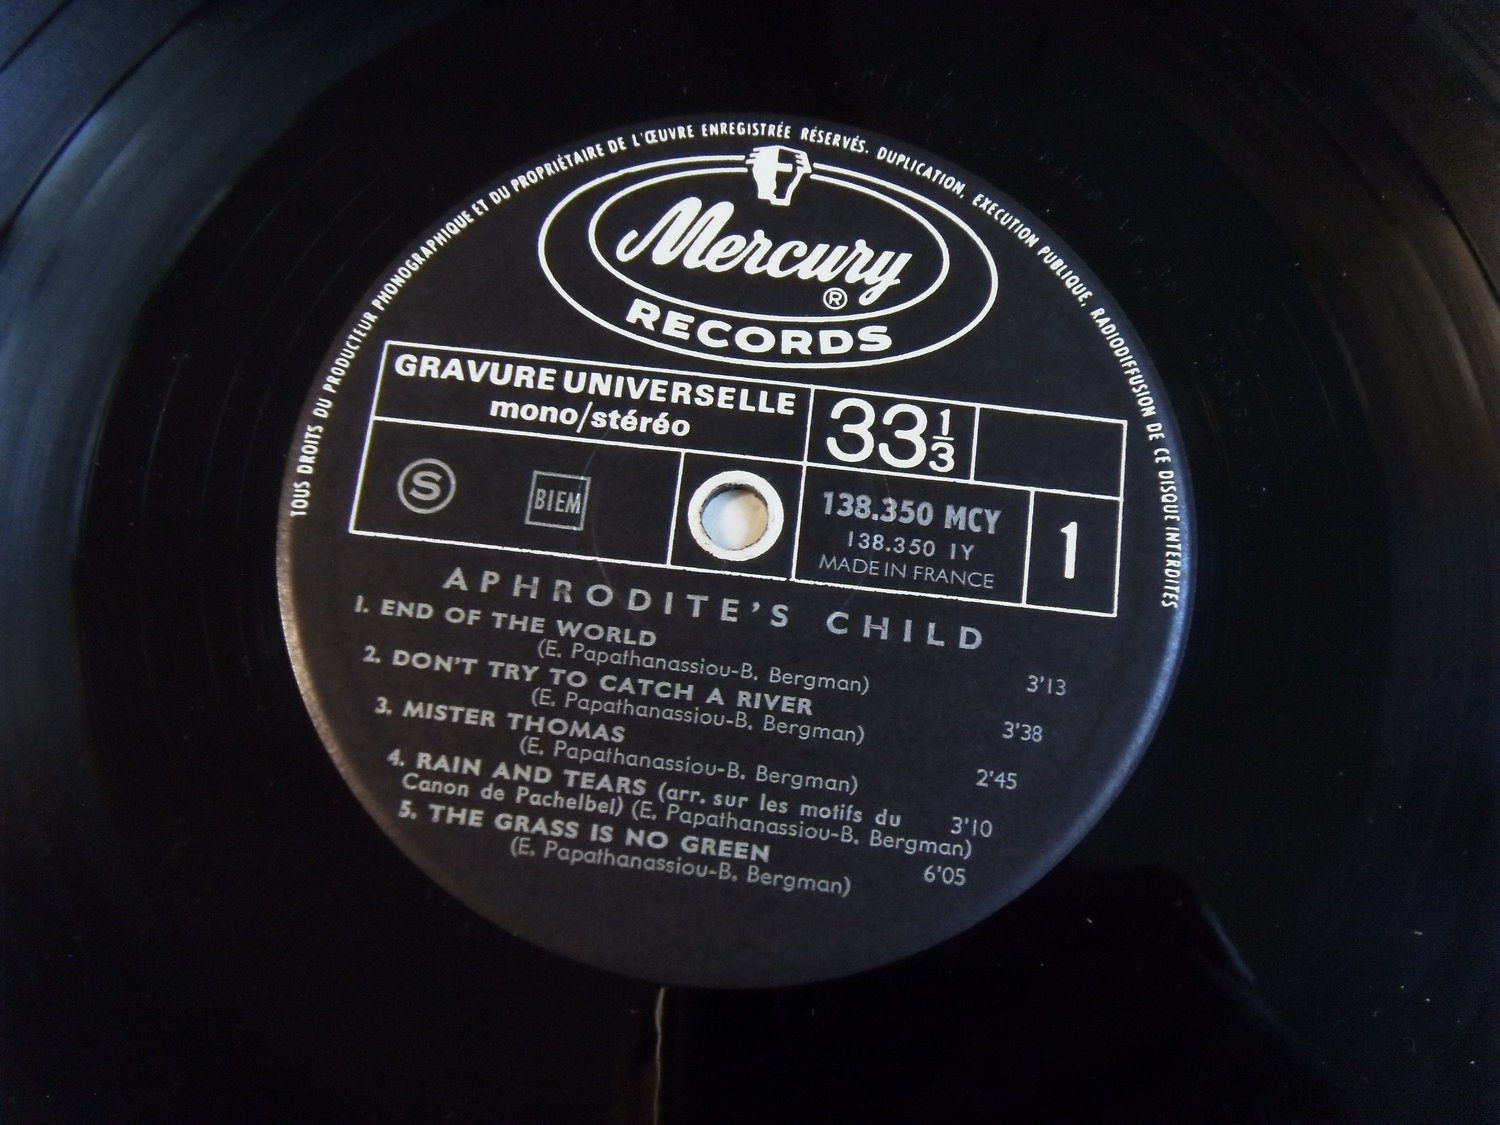 TOUS DROITS DU PRODUCTEUR PHONOGRAPHIQUE ET DU PROPRIÉTAIRE DE L'ŒUVRE ENREGISTRÉE RÉSERVÉS. DUPLICATION, EXECUTION PUBLIQUE, RADIODIFFUSION DE CE DISQUE INTERDITES
Mercury
®
RECORDS
GRAVURE UNIVERSELLE
mono/stéréo
33 1/3
S
BIEM
138.350 MCY
138.350 IY
MADE IN FRANCE
1
APHRODITE'S CHILD
1. END OF THE WORLD
(E. Papathanassiou-B. Bergman) 3'13
2. DON'T TRY TO CATCH A RIVER
(E. Papathanassiou-B. Bergman) 3'38
3. MISTER THOMAS
(E. Papathanassiou-B. Bergman) 2'45
4. RAIN AND TEARS (arr. sur les motifs du
Canon de Pachelbel) (E. Papathanassiou-B. Bergman) 3'10
5. THE GRASS IS NO GREEN
(E. Papathanassiou-B. Bergman) 6'05